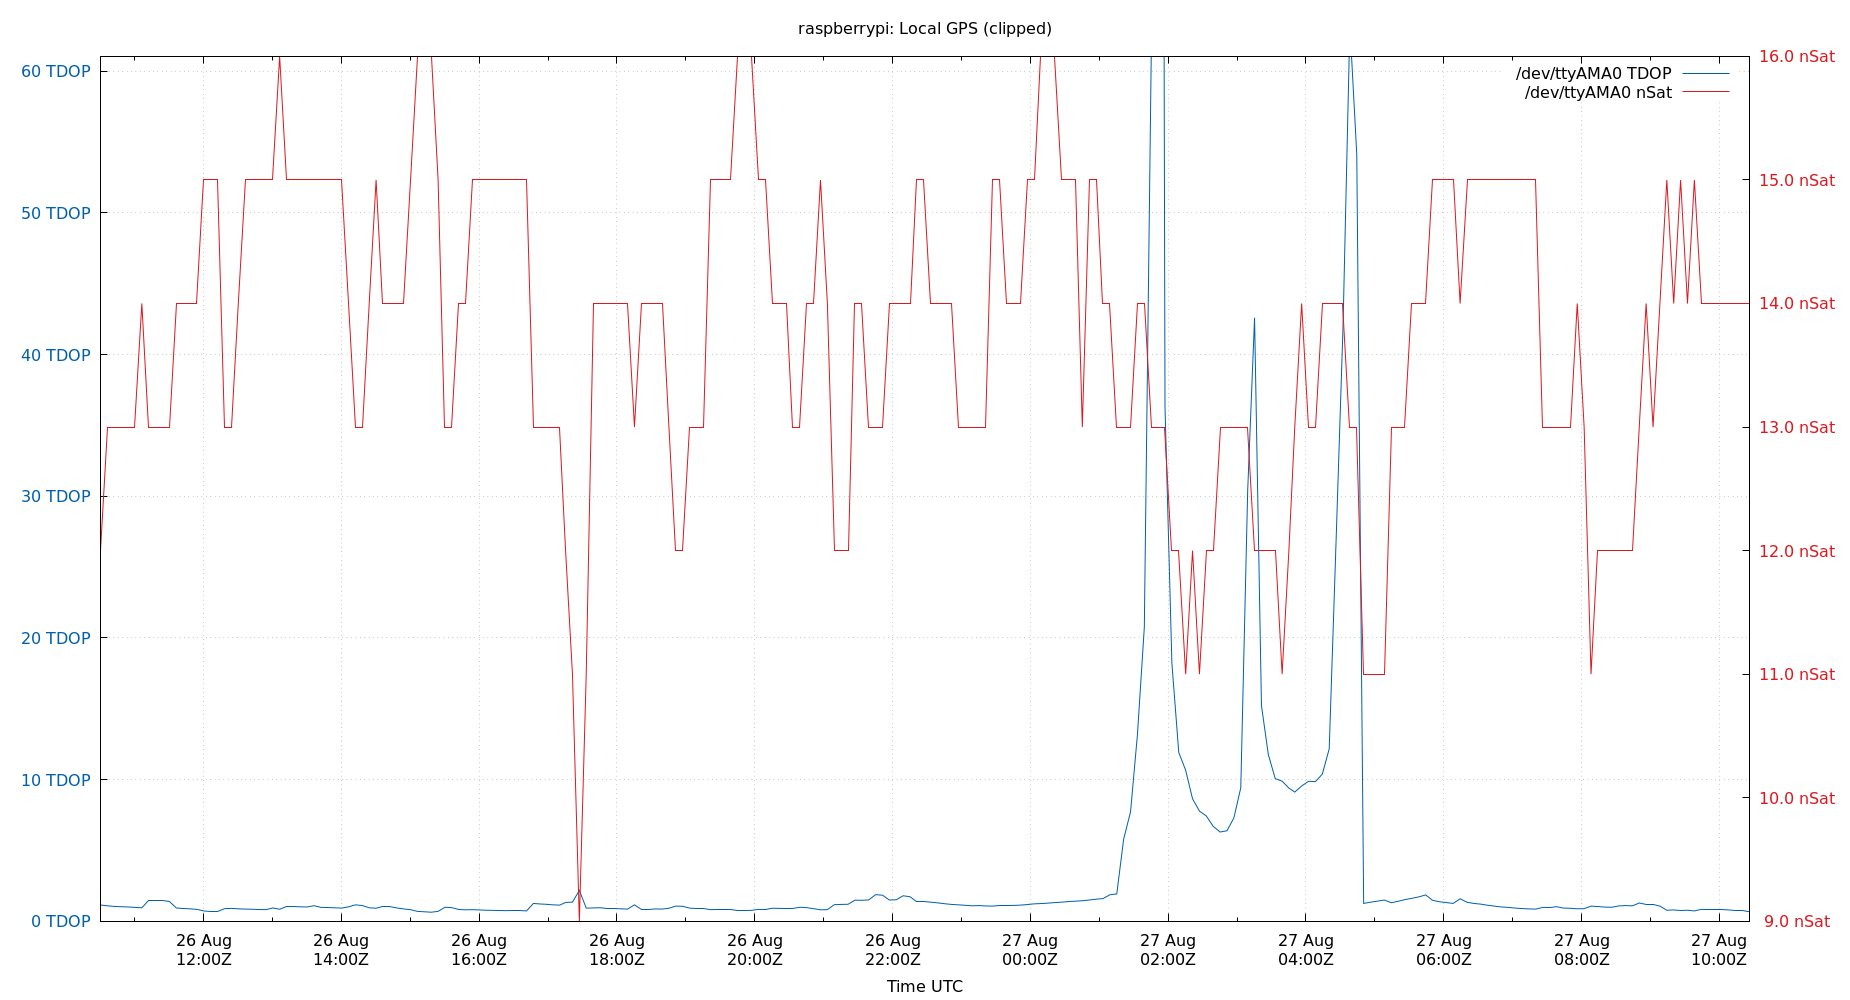 raspberrypi: Local GPS (clipped)
/dev/ttyAMA0 TDOP
/dev/ttyAMA0 nSat
60 TDOP
50 TDOP
40 TDOP
30 TDOP
20 TDOP
10 TDOP
0 TDOP
16.0 nSat
15.0 nSat
14.0 nSat
13.0 nSat
12.0 nSat
11.0 nSat
10.0 nSat
9.0 nSat
26 Aug
12:00Z
26 Aug
14:00Z
26 Aug
16:00Z
26 Aug
18:00Z
26 Aug
20:00Z
26 Aug
22:00Z
27 Aug
00:00Z
27 Aug
02:00Z
27 Aug
04:00Z
27 Aug
06:00Z
27 Aug
08:00Z
27 Aug
10:00Z
Time UTC